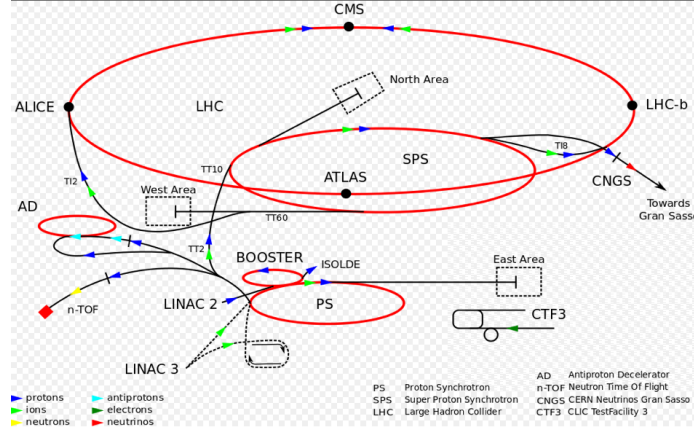 CMS
North Area
ALICE
LHC
LHC-b
TI8
TT10
SPS
ATLAS
CNGS
TI2
West Area
Towards
Gran Sasso
AD
TT60
TT2
BOOSTER
ISOLDE
East Area
LINAC 2
PS
n-TOF
CTF3
LINAC 3
protons
ions
neutrons
antiprotons
electrons
neutrinos
PS Proton Synchrotron
SPS Super Proton Synchrotron
LHC Large Hadron Collider
AD Antiproton Decelerator
n-TOF Neutron Time Of Flight
CNGS CERN Neutrinos Gran Sasso
CTF3 CLIC TestFacility 3